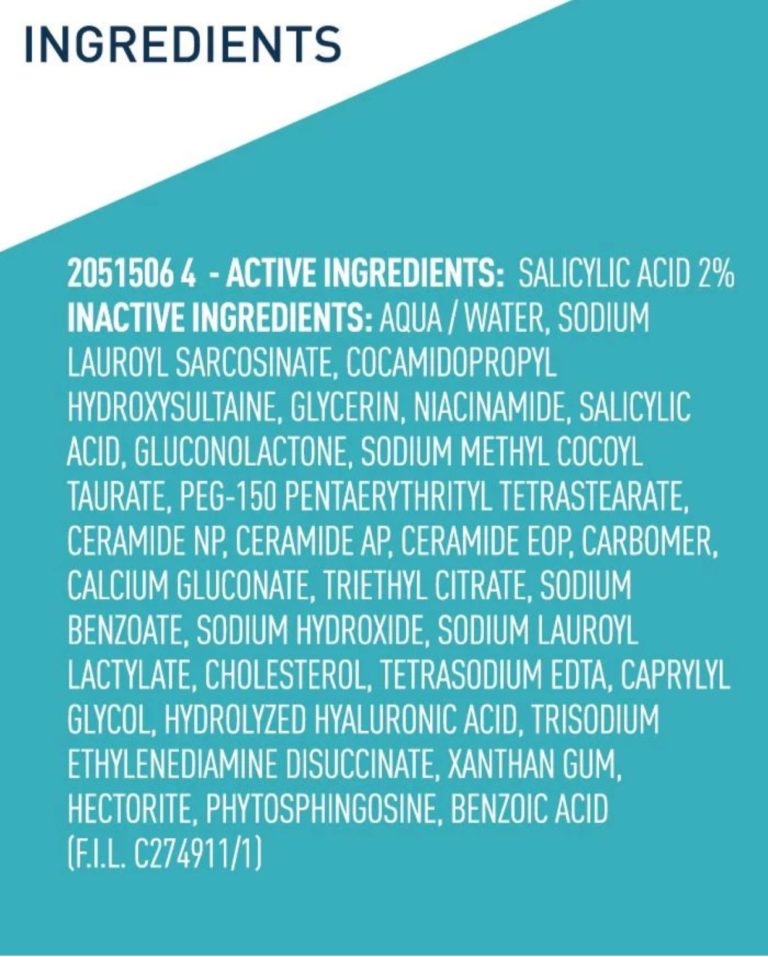 INGREDIENTS
2051506 4 - ACTIVE INGREDIENTS: SALICYLIC ACID 2%
INACTIVE INGREDIENTS: AQUA / WATER, SODIUM
LAUROYL SARCOSINATE, COCAMIDOPROPYL
HYDROXYSULTAINE, GLYCERIN, NIACINAMIDE, SALICYLIC
ACID, GLUCONOLACTONE, SODIUM METHYL COCOYL
TAURATE, PEG-150 PENTAERYTHRITYL TETRASTEARATE,
CERAMIDE NP, CERAMIDE AP, CERAMIDE EOP, CARBOMER,
CALCIUM GLUCONATE, TRIETHYL CITRATE, SODIUM
BENZOATE, SODIUM HYDROXIDE, SODIUM LAUROYL
LACTYLATE, CHOLESTEROL, TETRASODIUM EDTA, CAPRYLYL
GLYCOL, HYDROLYZED HYALURONIC ACID, TRISODIUM
ETHYLENEDIAMINE DISUCCINATE, XANTHAN GUM,
HECTORITE, PHYTOSPHINGOSINE, BENZOIC ACID
(F.I.L. C274911/1)